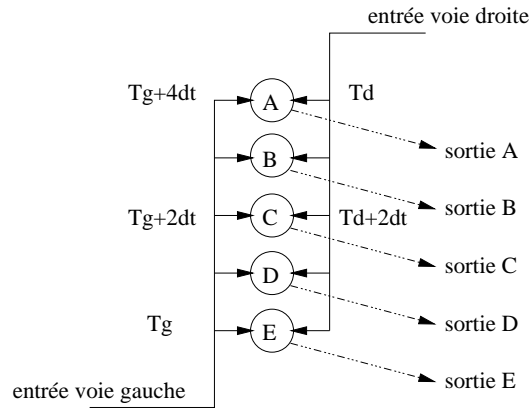 entrée voie droite
Tg+4dt
A
Td
sortie A
B
sortie B
Tg+2dt
C
Td+2dt
sortie C
D
sortie D
Tg
E
sortie E
entrée voie gauche